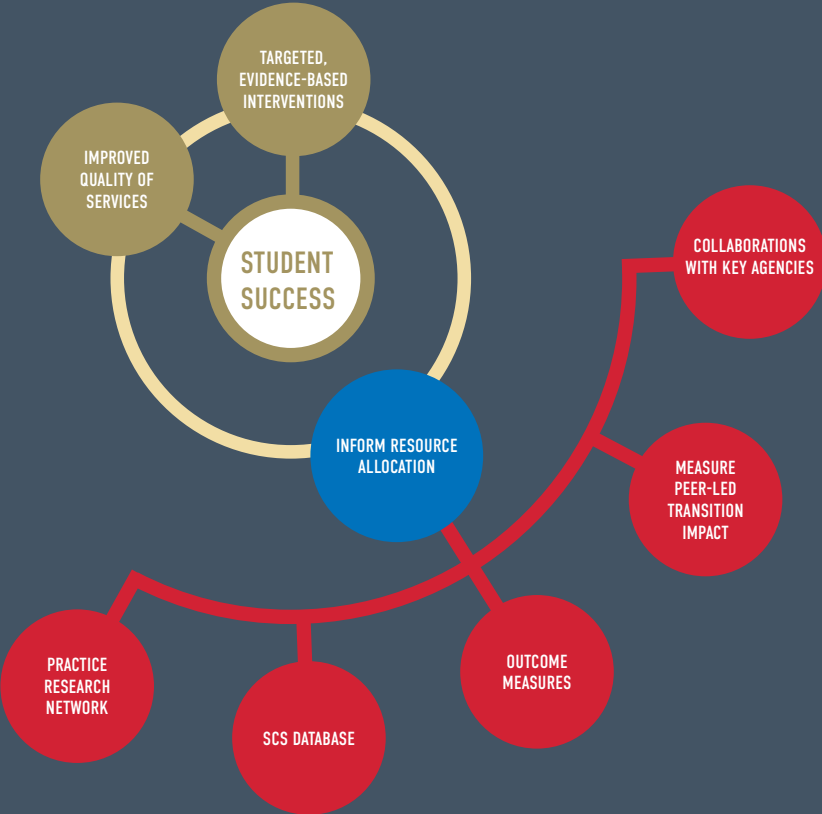 TARGETED,
EVIDENCE-BASED
INTERVENTIONS
IMPROVED
QUALITY OF
SERVICES
STUDENT
SUCCESS
COLLABORATIONS
WITH KEY AGENCIES
INFORM RESOURCE
ALLOCATION
MEASURE
PEER-LED
TRANSITION
IMPACT
PRACTICE
RESEARCH
NETWORK
OUTCOME
MEASURES
SCS DATABASE